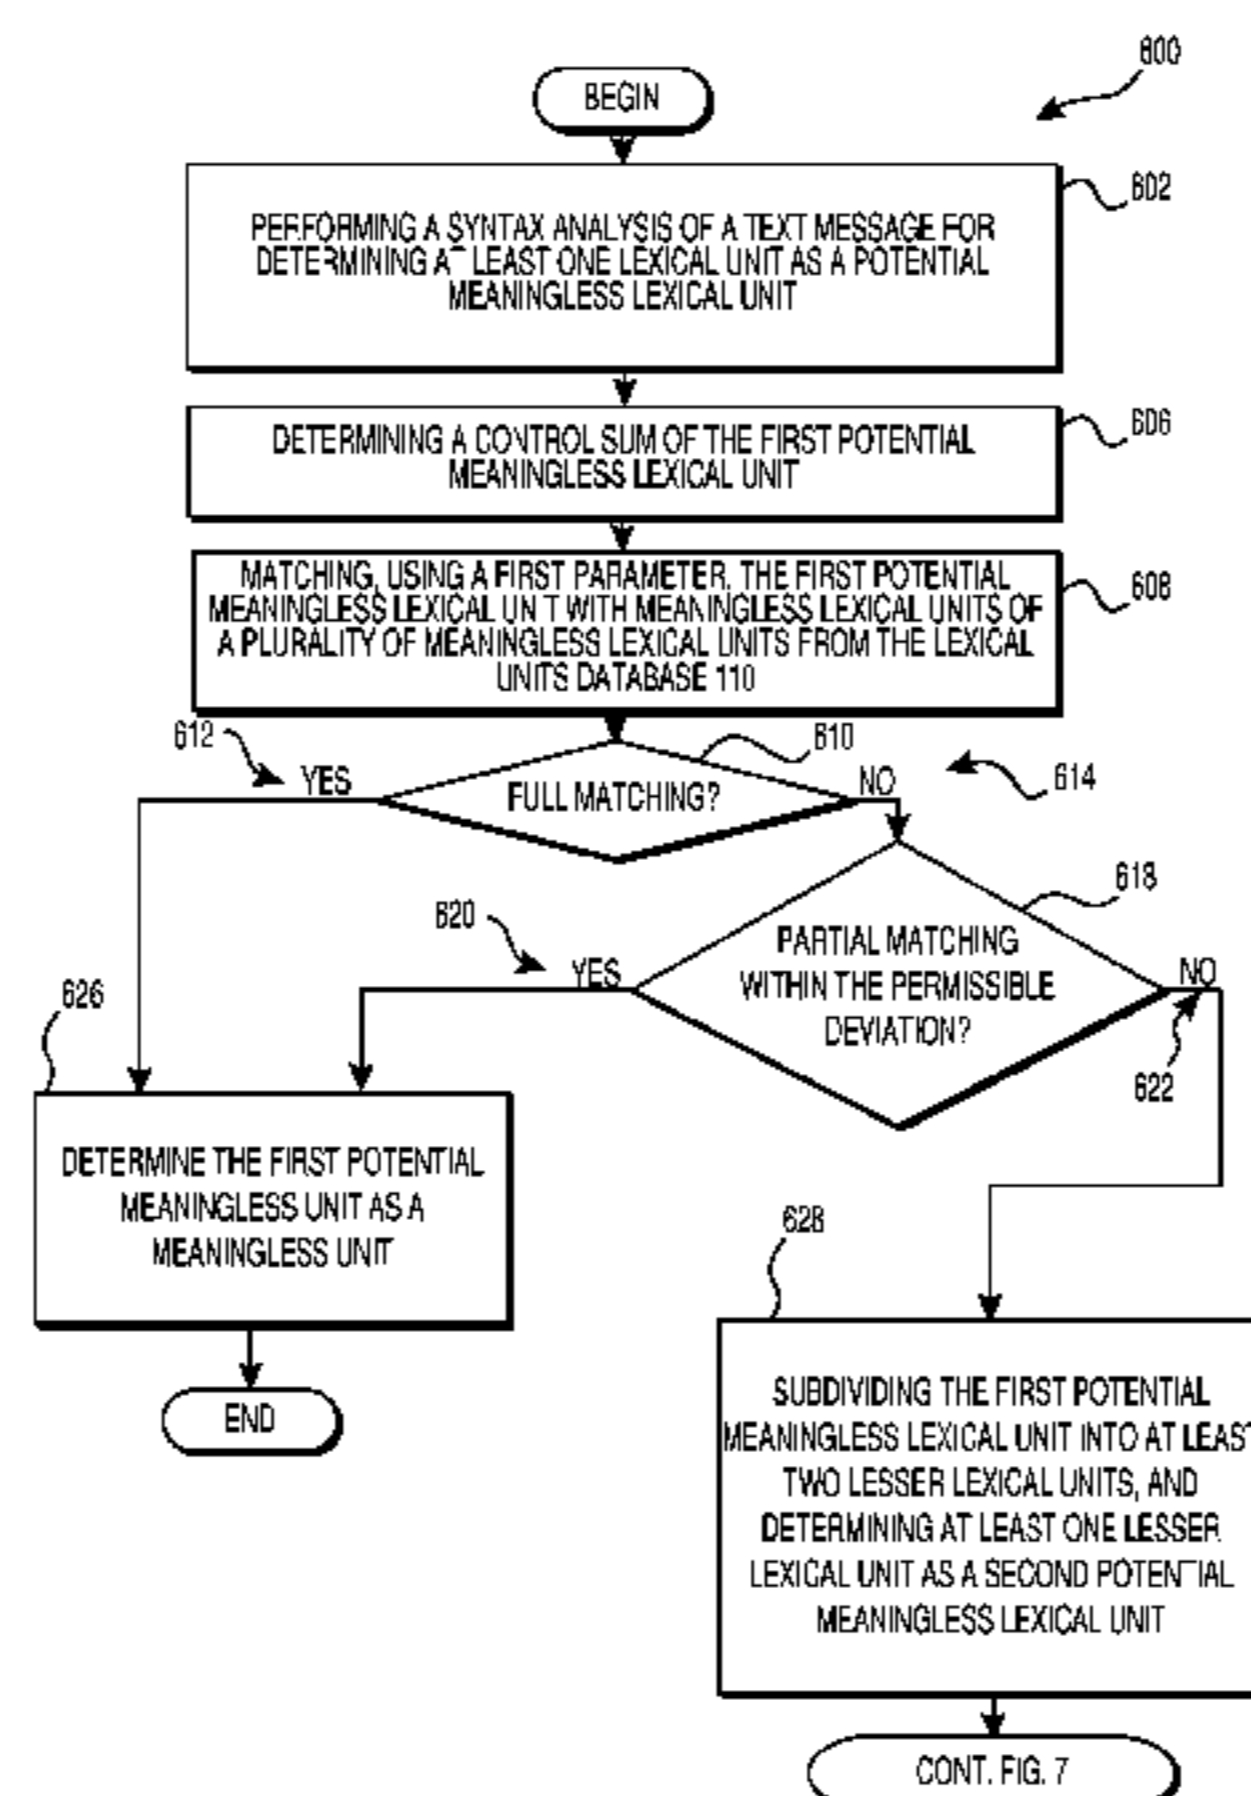 600
BEGIN
602
PERFORMING A SYNTAX ANALYSIS OF A TEXT MESSAGE FOR
DETERMINING AT LEAST ONE LEXICAL UNIT AS A POTENTIAL
MEANINGLESS LEXICAL UNIT
606
DETERMINING A CONTROL SUM OF THE FIRST POTENTIAL
MEANINGLESS LEXICAL UNIT
608
MATCHING, USING A FIRST PARAMETER, THE FIRST POTENTIAL
MEANINGLESS LEXICAL UNIT WITH MEANINGLESS LEXICAL UNITS OF
A PLURALITY OF MEANINGLESS LEXICAL UNITS FROM THE LEXICAL
UNITS DATABASE 110
612
610
YES
NO
614
FULL MATCHING?
618
620
PARTIAL MATCHING
WITHIN THE PERMISSIBLE
DEVIATION?
YES
NO
622
626
DETERMINE THE FIRST POTENTIAL
MEANINGLESS UNIT AS A
MEANINGLESS UNIT
628
END
SUBDIVIDING THE FIRST POTENTIAL
MEANINGLESS LEXICAL UNIT INTO AT LEAST
TWO LESSER LEXICAL UNITS, AND
DETERMINING AT LEAST ONE LESSER
LEXICAL UNIT AS A SECOND POTENTIAL
MEANINGLESS LEXICAL UNIT
CONT. FIG. 7